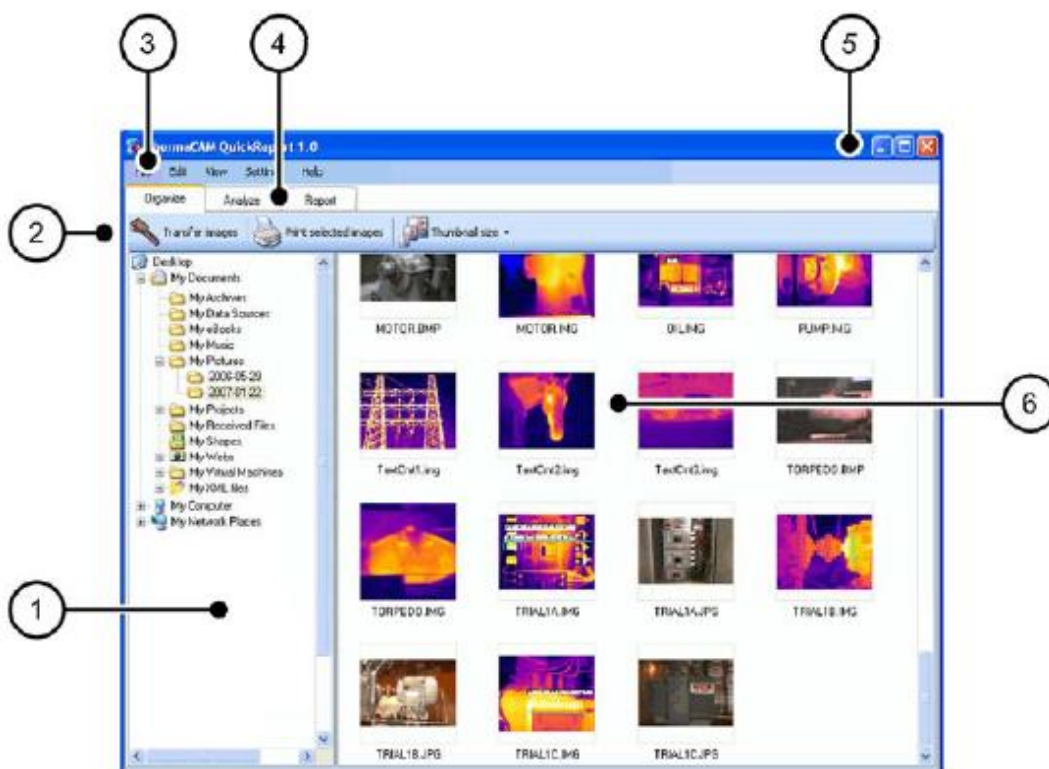 3
4
5
ThermaCAM QuickReport 1.0
Edit View Settin Help
Organize Analyze Report
2
Transfer images Print selected images Thumbnail size
Desktop
My Documents
My Archives
My Data Sources
My eBooks
My Music
My Pictures
2006-05-29
2007-01-22
My Projects
My Received Files
My Shapes
My Webs
My Virtual Machines
My XML files
My Computer
My Network Places
1
MOTOR.BMP MOTOR.IMG OIL.IMG PUMP.IMG
6
TextCnt1.img TextCnt2.img TextCnt3.img TORPEDO.BMP
TORPEDO.IMG TRIAL1A.IMG TRIAL1A.JPG TRIAL1B.IMG
TRIAL1B.JPG TRIAL1C.IMG TRIAL1C.JPG